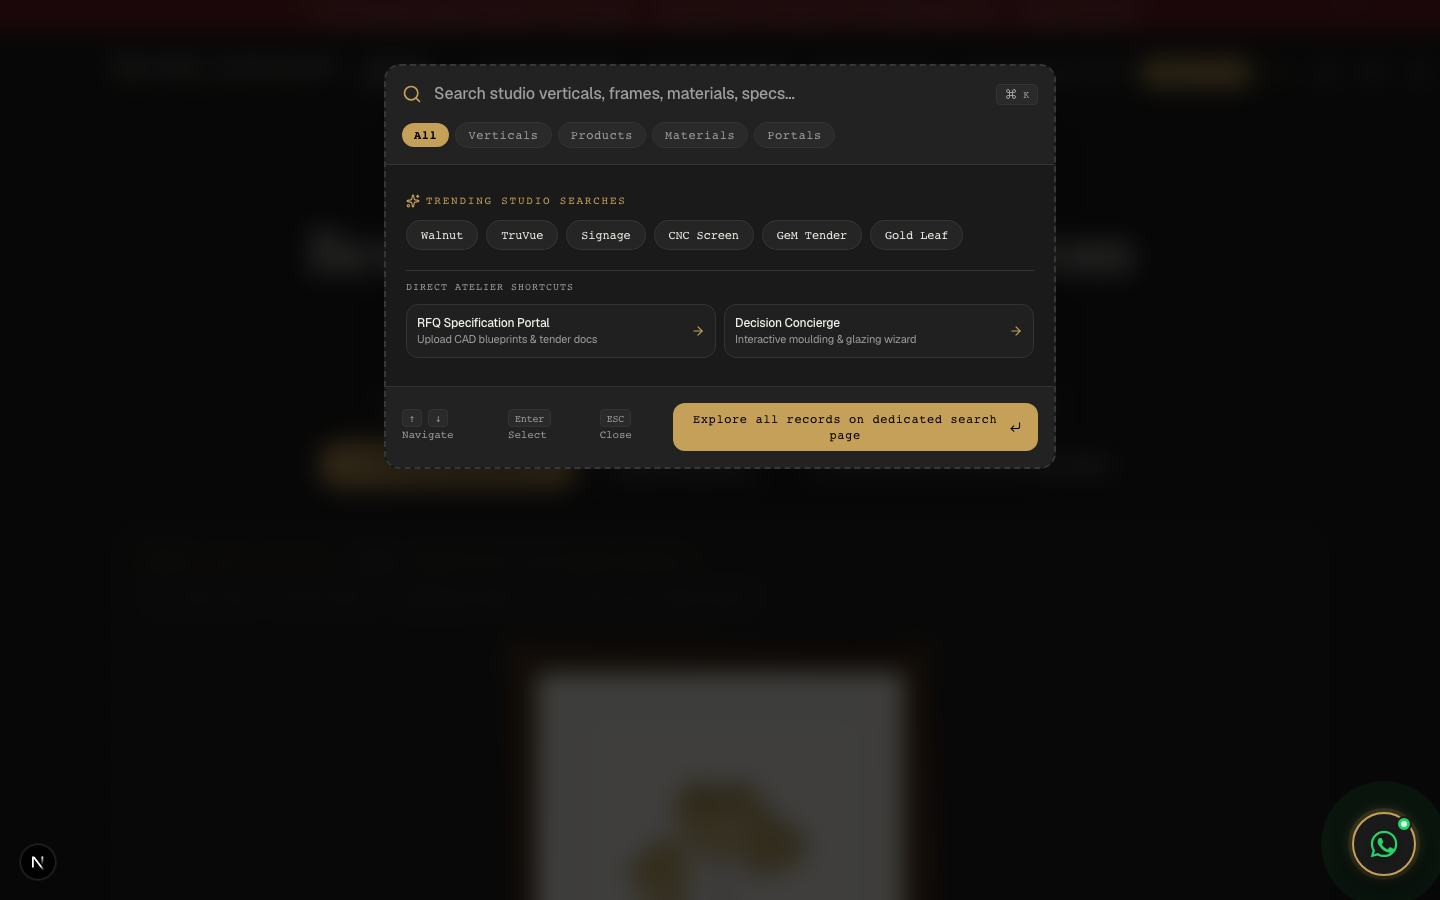 Search studio verticals, frames, materials, specs...
⌘ K
All
Verticals
Products
Materials
Portals
TRENDING STUDIO SEARCHES
Walnut
TruVue
Signage
CNC Screen
GeM Tender
Gold Leaf
DIRECT ATELIER SHORTCUTS
RFQ Specification Portal
Upload CAD blueprints & tender docs
Decision Concierge
Interactive moulding & glazing wizard
↑ ↓
Navigate
Enter
Select
ESC
Close
Explore all records on dedicated search
page
N